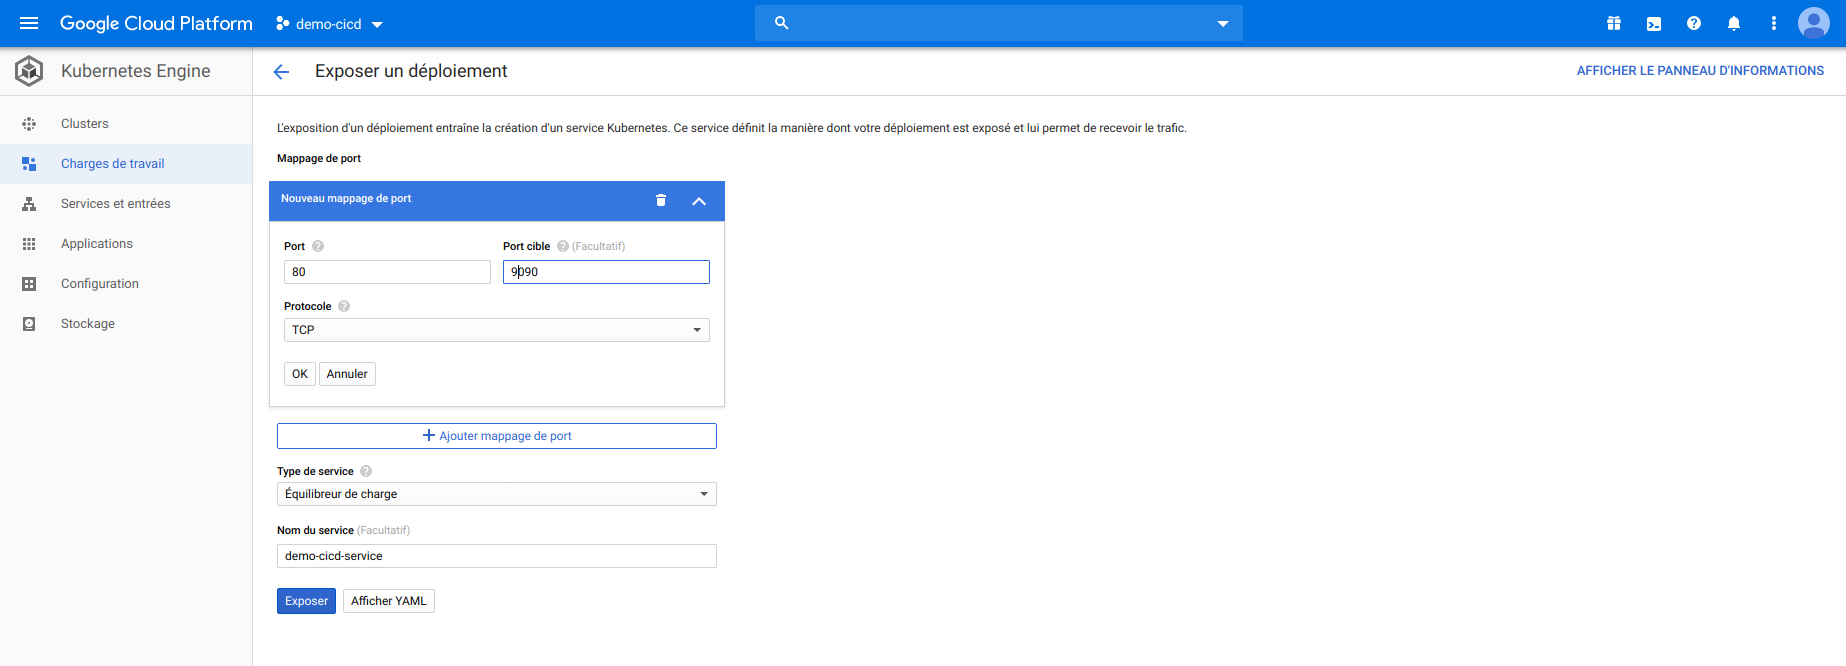 Google Cloud Platform demo-cicd
Kubernetes Engine
Exposer un déploiement
AFFICHER LE PANNEAU D'INFORMATIONS
Clusters
Charges de travail
Services et entrées
Applications
Configuration
Stockage
L'exposition d'un déploiement entraîne la création d'un service Kubernetes. Ce service définit la manière dont votre déploiement est exposé et lui permet de recevoir le trafic.
Mappage de port
Nouveau mappage de port
Port ? Port cible ? (Facultatif)
80 9090
Protocole ?
TCP
OK Annuler
+ Ajouter mappage de port
Type de service ?
Équilibreur de charge
Nom du service (Facultatif)
demo-cicd-service
Exposer Afficher YAML